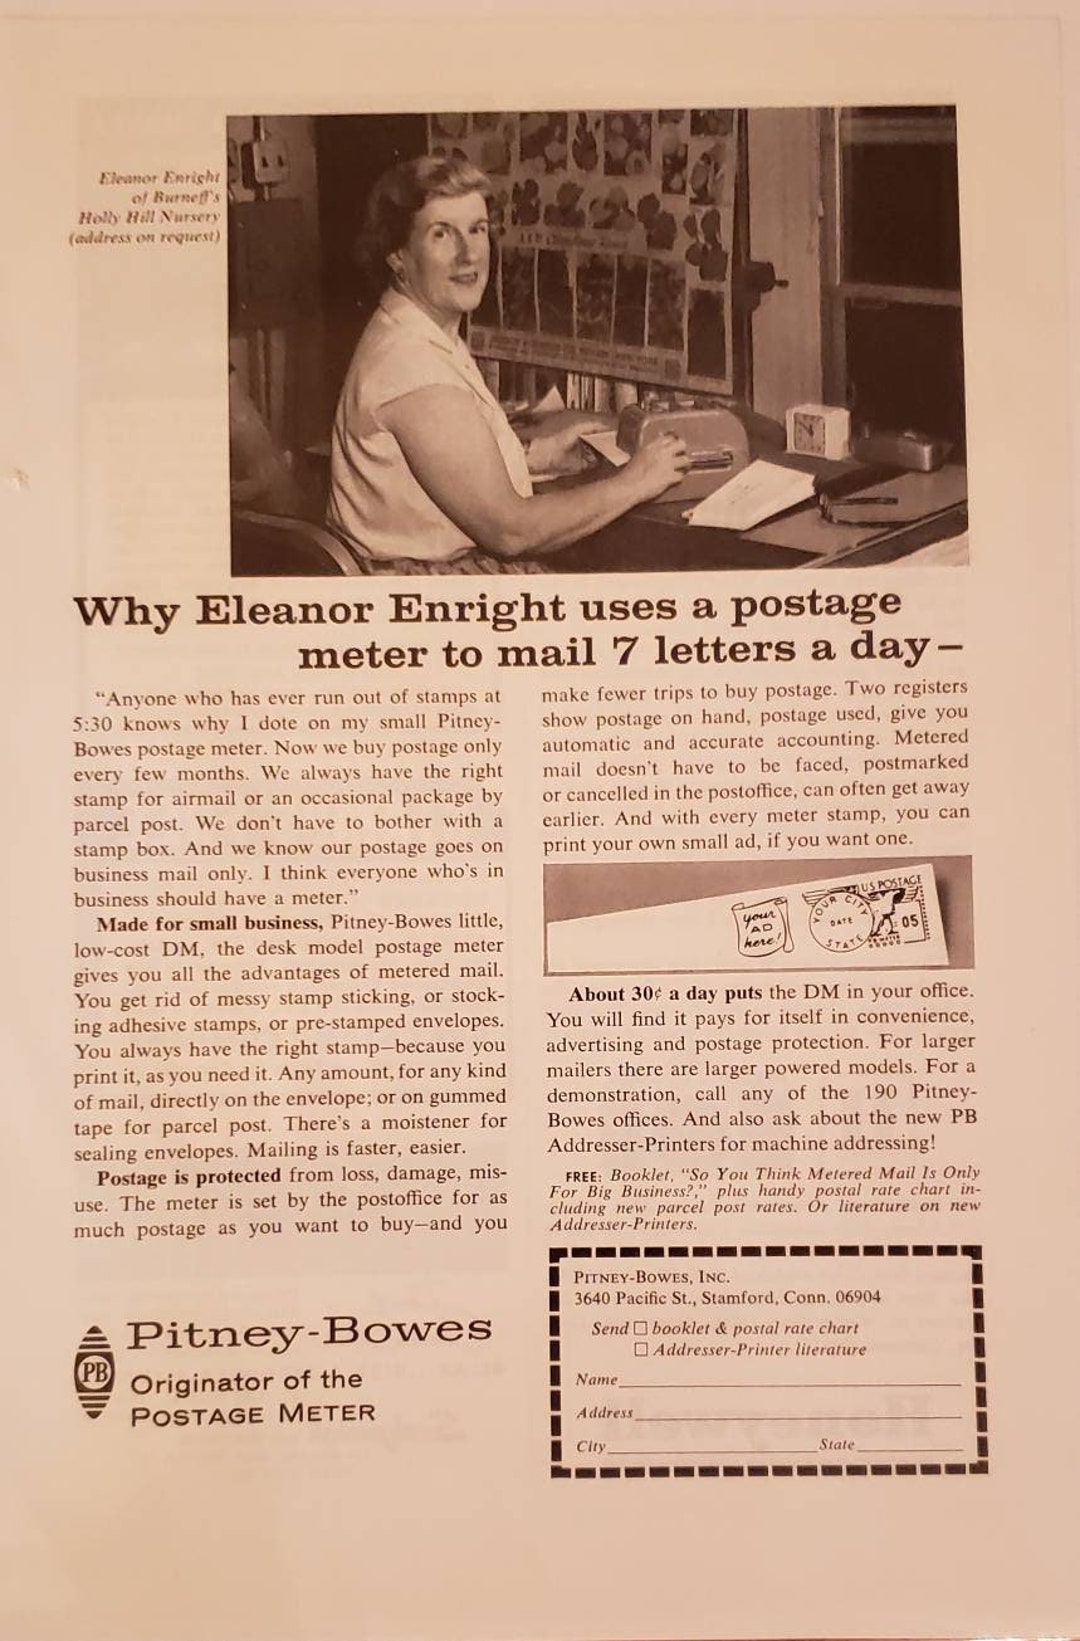 Eleanor Enright
of Burneff's
Holly Hill Nursery
(address on request)
Why Eleanor Enright uses a postage
meter to mail 7 letters a day—
“Anyone who has ever run out of stamps at
5:30 knows why I dote on my small Pitney-
Bowes postage meter. Now we buy postage only
every few months. We always have the right
stamp for airmail or an occasional package by
parcel post. We don't have to bother with a
stamp box. And we know our postage goes on
business mail only. I think everyone who's in
business should have a meter.”
Made for small business, Pitney-Bowes little,
low-cost DM, the desk model postage meter
gives you all the advantages of metered mail.
You get rid of messy stamp sticking, or stock-
ing adhesive stamps, or pre-stamped envelopes.
You always have the right stamp—because you
print it, as you need it. Any amount, for any kind
of mail, directly on the envelope; or on gummed
tape for parcel post. There's a moistener for
sealing envelopes. Mailing is faster, easier.
Postage is protected from loss, damage, mis-
use. The meter is set by the postoffice for as
much postage as you want to buy—and you
make fewer trips to buy postage. Two registers
show postage on hand, postage used, give you
automatic and accurate accounting. Metered
mail doesn't have to be faced, postmarked
or cancelled in the postoffice, can often get away
earlier. And with every meter stamp, you can
print your own small ad, if you want one.
your
AD
here!
YOUR CITY
DATE
STATE
U.S. POSTAGE
05
About 30¢ a day puts the DM in your office.
You will find it pays for itself in convenience,
advertising and postage protection. For larger
mailers there are larger powered models. For a
demonstration, call any of the 190 Pitney-
Bowes offices. And also ask about the new PB
Addresser-Printers for machine addressing!
FREE: Booklet, “So You Think Metered Mail Is Only
For Big Business?,” plus handy postal rate chart in-
cluding new parcel post rates. Or literature on new
Addresser-Printers.
PB
Pitney-Bowes
Originator of the
POSTAGE METER
PITNEY-BOWES, INC.
3640 Pacific St., Stamford, Conn. 06904
Send □ booklet & postal rate chart
□ Addresser-Printer literature
Name
Address
City State